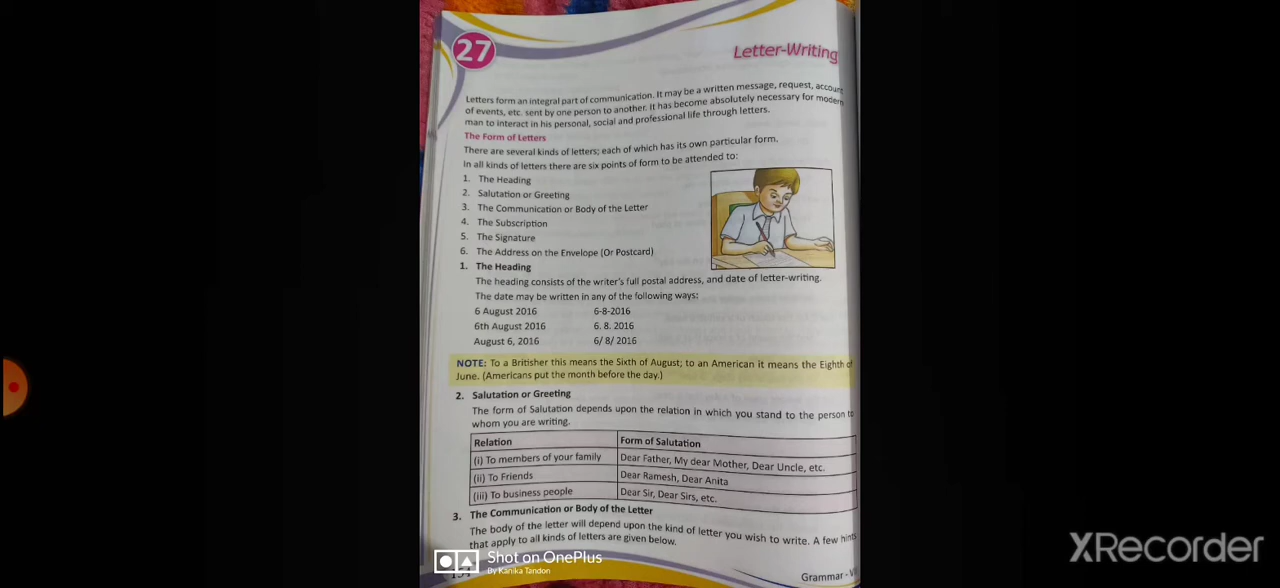 27
Letter-Writing
Letters form an integral part of communication. It may be a written message, request, account
of events, etc. sent by one person to another. It has become absolutely necessary for modern
man to interact in his personal, social and professional life through letters.
The Form of Letters
There are several kinds of letters; each of which has its own particular form.
In all kinds of letters there are six points of form to be attended to:
1. The Heading
2. Salutation or Greeting
3. The Communication or Body of the Letter
4. The Subscription
5. The Signature
6. The Address on the Envelope (Or Postcard)
1. The Heading
The heading consists of the writer's full postal address, and date of letter-writing.
The date may be written in any of the following ways:
6 August 2016 6-8-2016
6th August 2016 6. 8. 2016
August 6, 2016 6/ 8/ 2016
NOTE: To a Britisher this means the Sixth of August; to an American it means the Eighth of
June. (Americans put the month before the day.)
2. Salutation or Greeting
The form of Salutation depends upon the relation in which you stand to the person to
whom you are writing.
Relation Form of Salutation
(i) To members of your family Dear Father, My dear Mother, Dear Uncle, etc.
(ii) To Friends Dear Ramesh, Dear Anita
(iii) To business people Dear Sir, Dear Sirs, etc.
3. The Communication or Body of the Letter
The body of the letter will depend upon the kind of letter you wish to write. A few hints
that apply to all kinds of letters are given below.
Shot on OnePlus
By Kanika Tandon
Grammar -
XRecorder